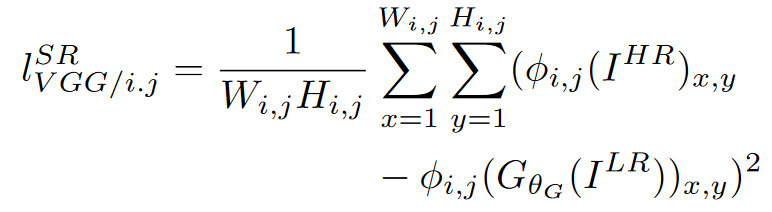 l^{SR}_{VGG/i.j} = \frac{1}{W_{i,j}H_{i,j}} \sum_{x=1}^{W_{i,j}} \sum_{y=1}^{H_{i,j}} (\phi_{i,j}(I^{HR})_{x,y}
- \phi_{i,j}(G_{\theta_G}(I^{LR}))_{x,y})^2